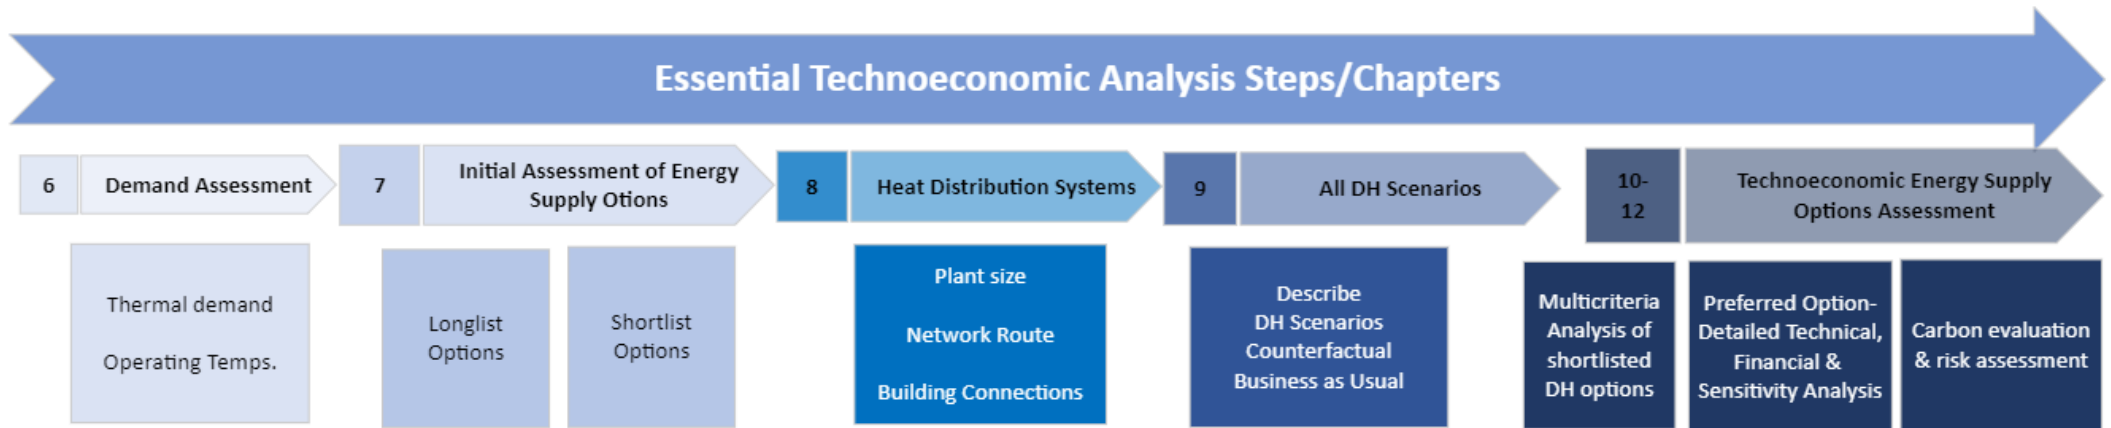 Essential Technoeconomic Analysis Steps/Chapters
6
Demand Assessment
7
Initial Assessment of Energy
Supply Otions
8
Heat Distribution Systems
9
All DH Scenarios
10-
12
Technoeconomic Energy Supply
Options Assessment
Thermal demand
Operating Temps.
Longlist
Options
Shortlist
Options
Plant size
Network Route
Building Connections
Describe
DH Scenarios
Counterfactual
Business as Usual
Multicriteria
Analysis of
shortlisted
DH options
Preferred Option-
Detailed Technical,
Financial &
Sensitivity Analysis
Carbon evaluation
& risk assessment